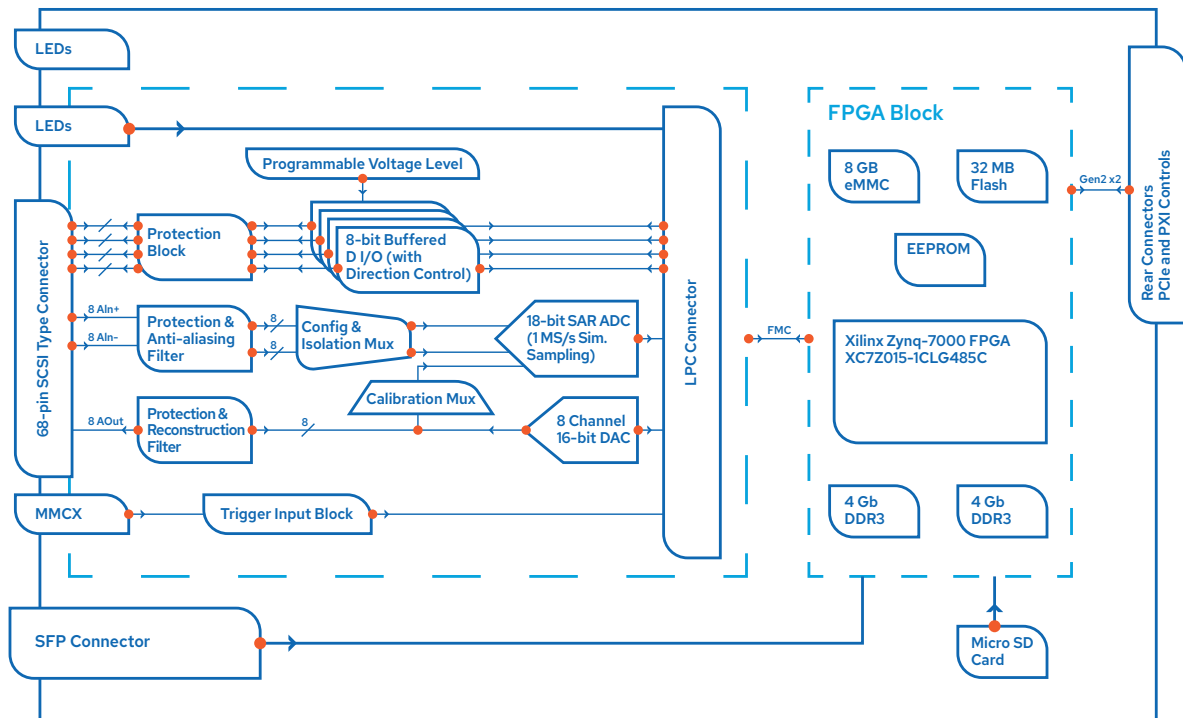 LEDs
LEDs
FPGA Block
Programmable Voltage Level
8 GB
eMMC
32 MB
Flash
Gen2 x2
Rear Connectors
PCIe and PXI Controls
68-pin SCSI Type Connector
Protection
Block
8-bit Buffered
D I/O (with
Direction Control)
EEPROM
LPC Connector
8 AIn+
8 AIn–
Protection &
Anti-aliasing
Filter
8
8
Config &
Isolation Mux
18-bit SAR ADC
(1 MS/s Sim.
Sampling)
FMC
Xilinx Zynq-7000 FPGA
XC7Z015-1CLG485C
Calibration Mux
8 AOut
Protection &
Reconstruction
Filter
8
8 Channel
16-bit DAC
MMCX
Trigger Input Block
4 Gb
DDR3
4 Gb
DDR3
SFP Connector
Micro SD
Card